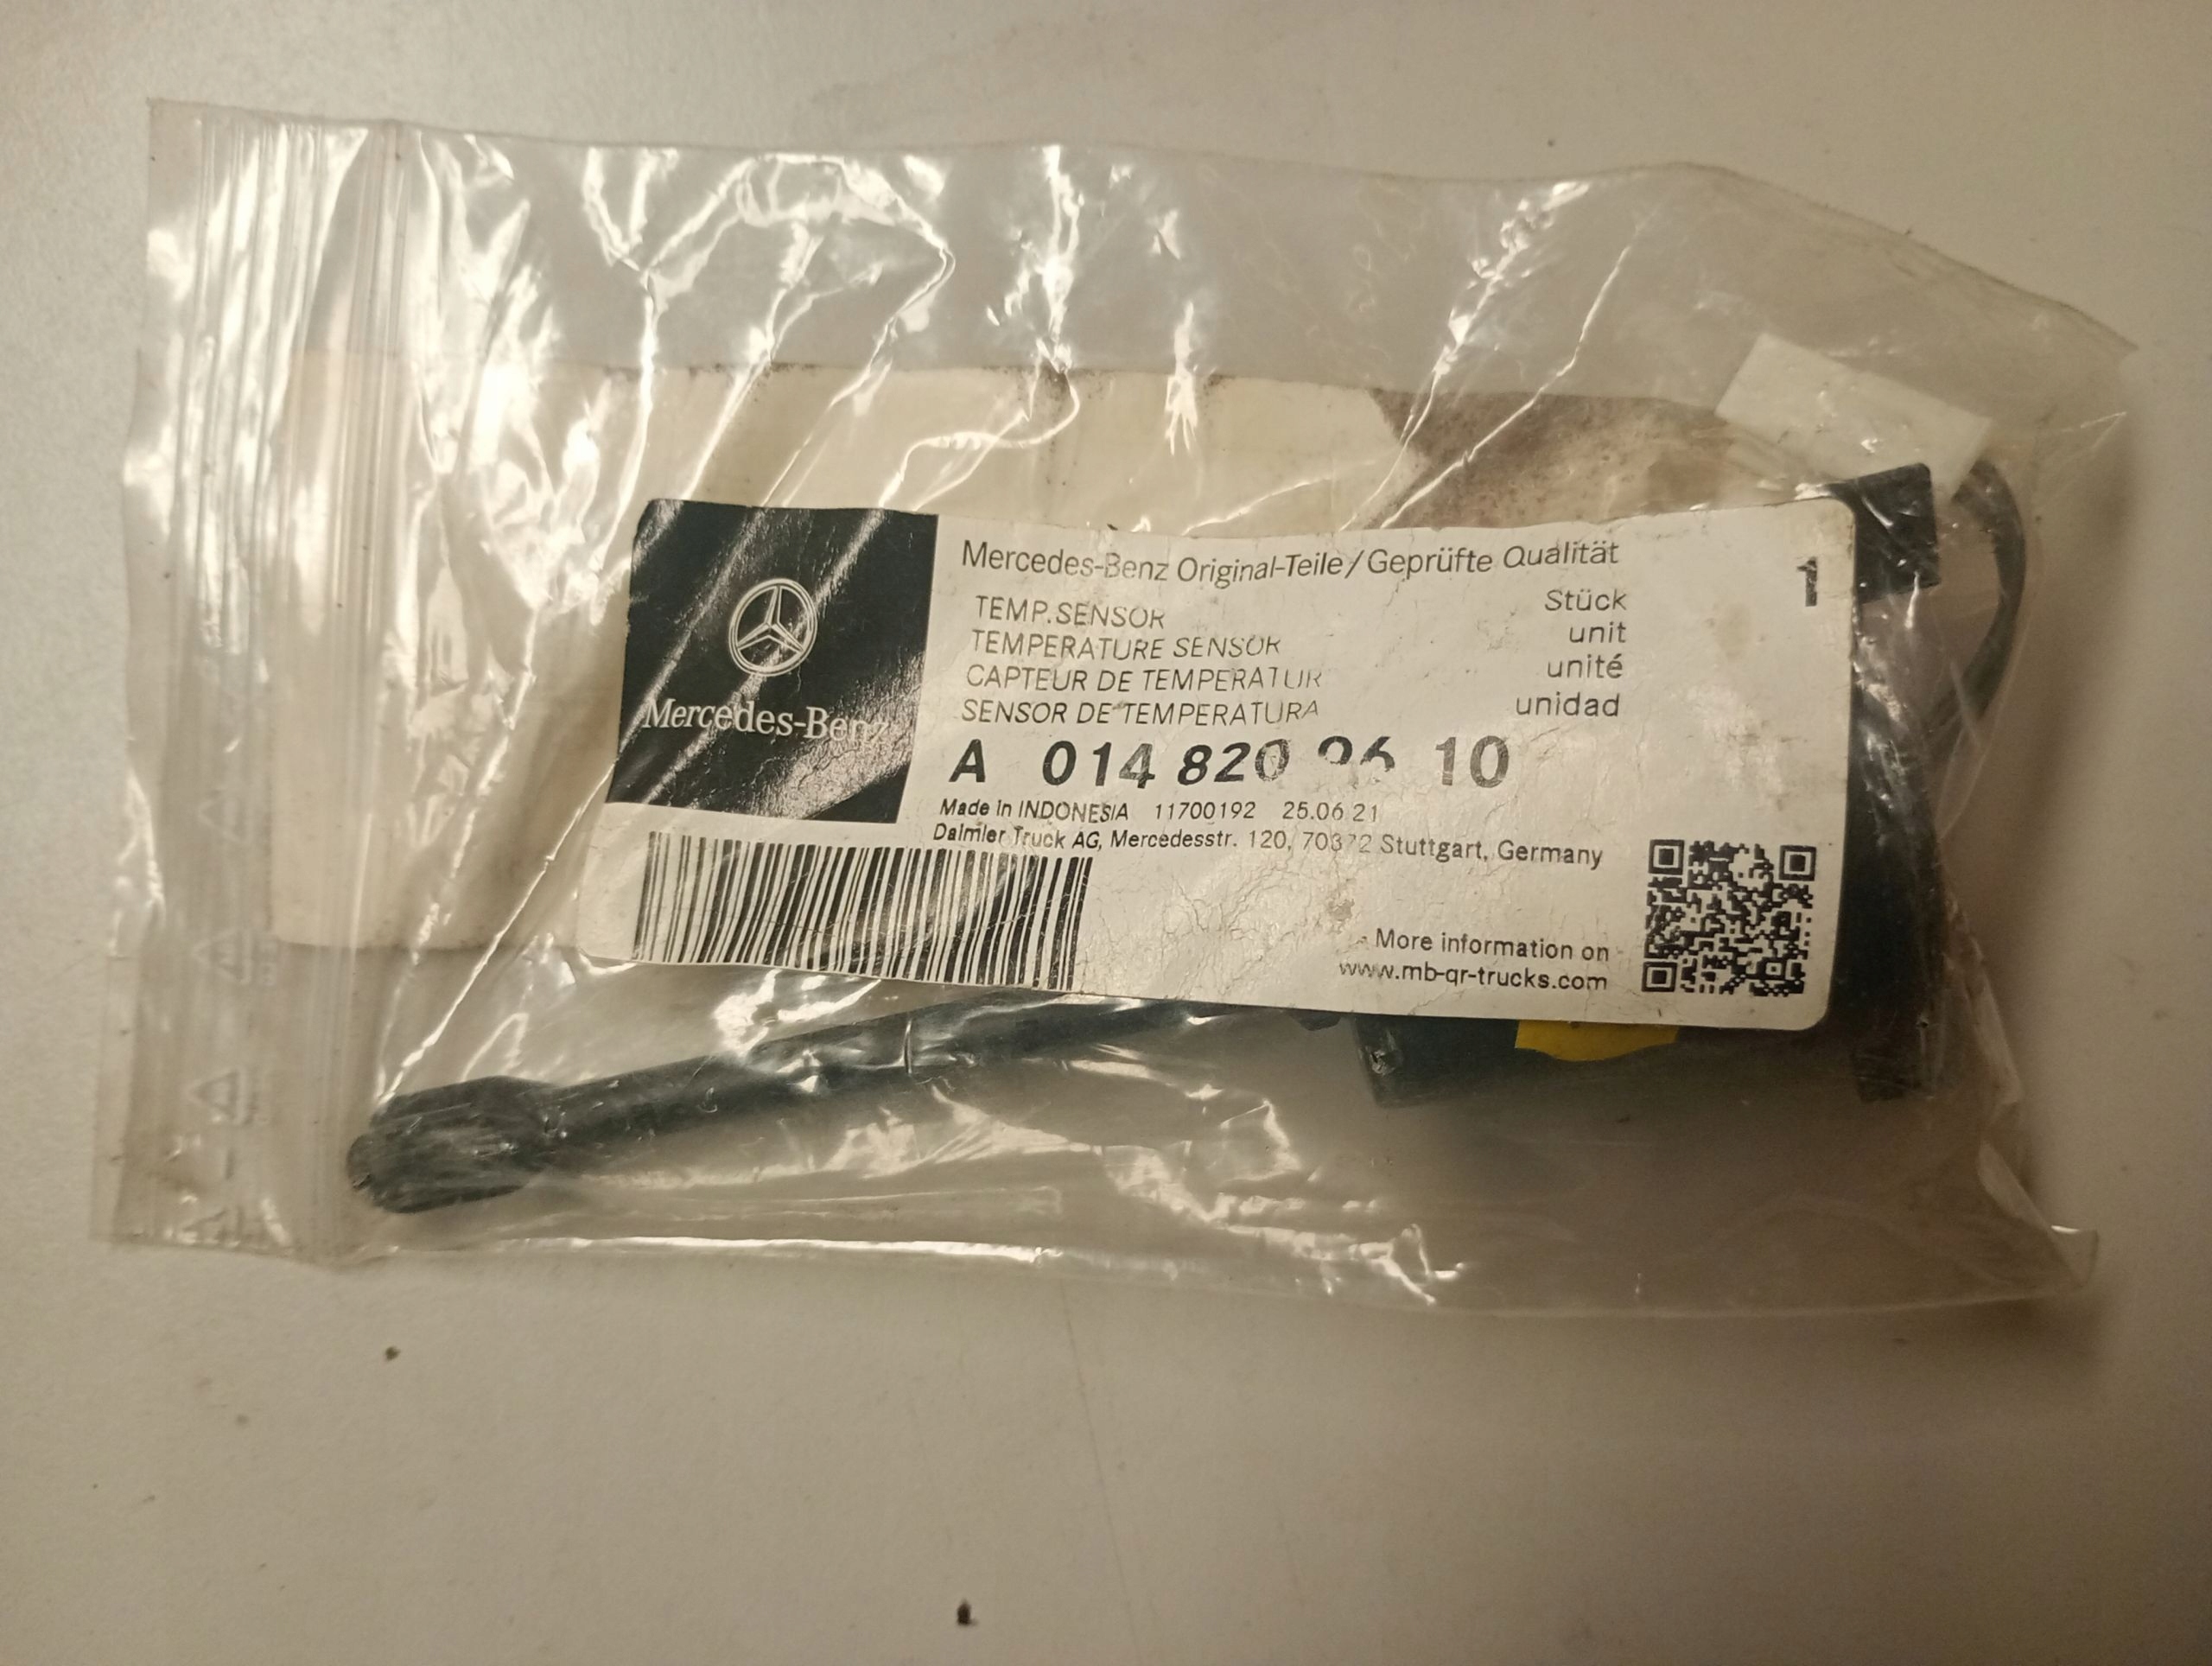 Mercedes-Benz
Mercedes-Benz Original-Teile/Geprüfte Qualität
TEMP.SENSOR
TEMPERATURE SENSOR
CAPTEUR DE TEMPERATUR
SENSOR DE TEMPERATURA
Stück 1
unit
unité
unidad
A 014 820 10
Made in INDONESIA 11700192 25.06.21
Daimler Truck AG, Mercedesstr. 120, Stuttgart, Germany
More information on
www.mb-qr-trucks.com